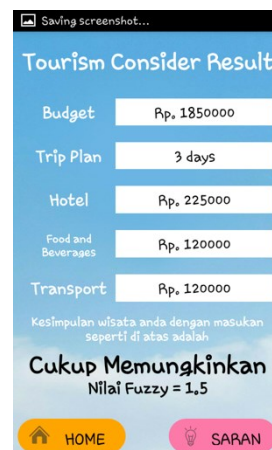 Saving screenshot...
Tourism Consider Result
Budget Rp. 1850000
Trip Plan 3 days
Hotel Rp. 225000
Food and
Beverages Rp. 120000
Transport Rp. 120000
Kesimpulan wisata anda dengan masukan
seperti di atas adalah
Cukup Memungkinkan
Nilai Fuzzy = 1.5
HOME SARAN